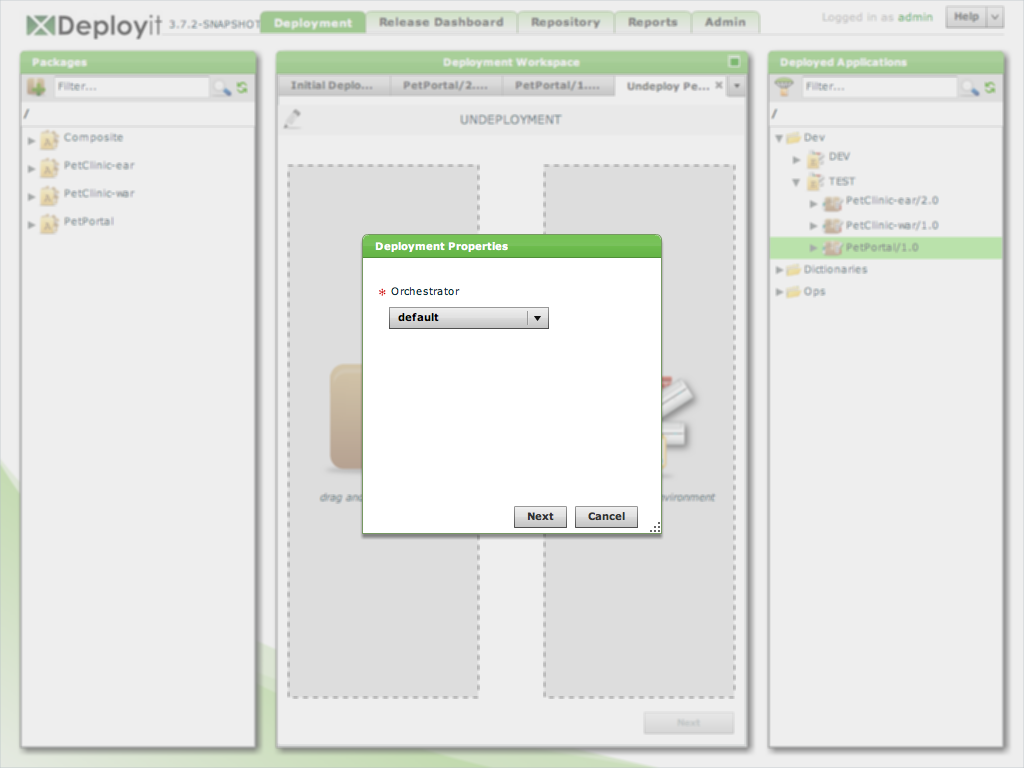 XDeployit 3.7.2-SNAPSHOT
Deployment
Release Dashboard
Repository
Reports
Admin
Logged in as admin
Help
Packages
Filter...
/
Composite
PetClinic-ear
PetClinic-war
PetPortal
Deployment Workspace
Initial Deplo...
PetPortal/2....
PetPortal/1....
Undeploy Pe...
UNDEPLOYMENT
drag and
vironment
Next
Deployment Properties
* Orchestrator
default
Next
Cancel
Deployed Applications
Filter...
/
Dev
DEV
TEST
PetClinic-ear/2.0
PetClinic-war/1.0
PetPortal/1.0
Dictionaries
Ops